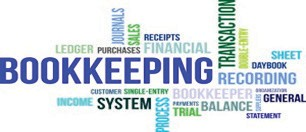 JOURNALS
SALES
RECEIPTS
TRANSACTION
DOUBLE-ENTRY
LEDGER
PURCHASES
FINANCIAL
SHEET
DAYBOOK
BOOKKEEPING
RECORDING
CUSTOMER
SINGLE-ENTRY
BOOKKEEPER
ORGANIZATION
INCOME
SYSTEM
PROCESS
PAYMENTS
BALANCE
GENERAL
TRIAL
STATEMENT